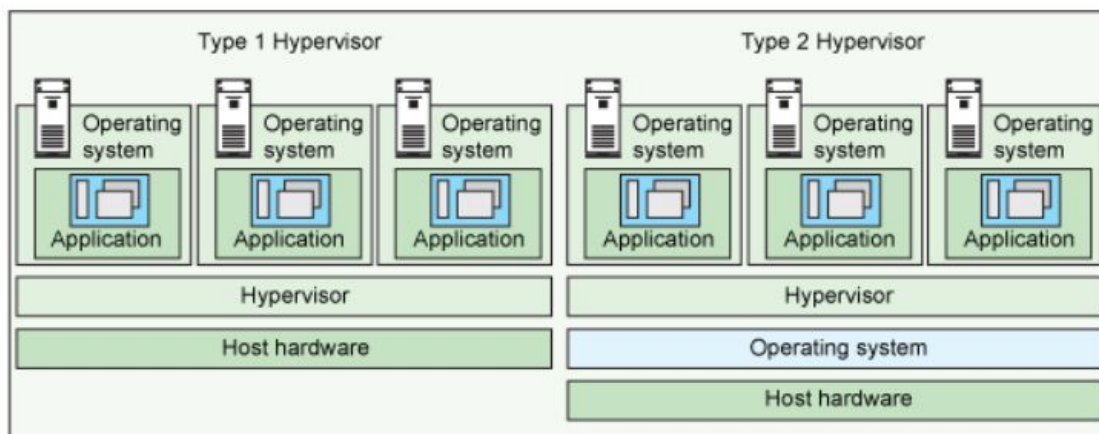 Type 1 Hypervisor
Operating
system
Application
Operating
system
Application
Operating
system
Application
Hypervisor
Host hardware
Type 2 Hypervisor
Operating
system
Application
Operating
system
Application
Operating
system
Application
Hypervisor
Operating system
Host hardware